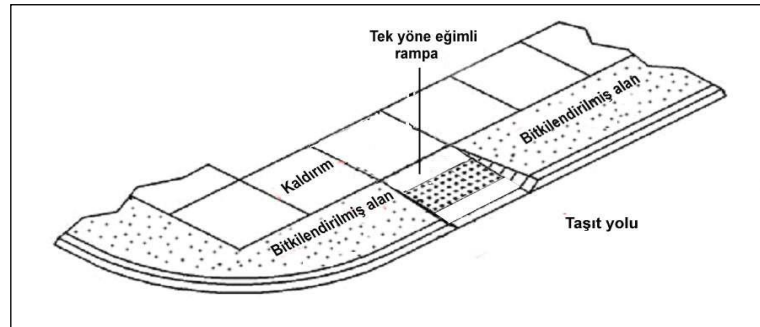 Tek yöne eğimli
rampa
Bitkilendirilmiş alan
Kaldırım
Bitkilendirilmiş alan
Taşıt yolu